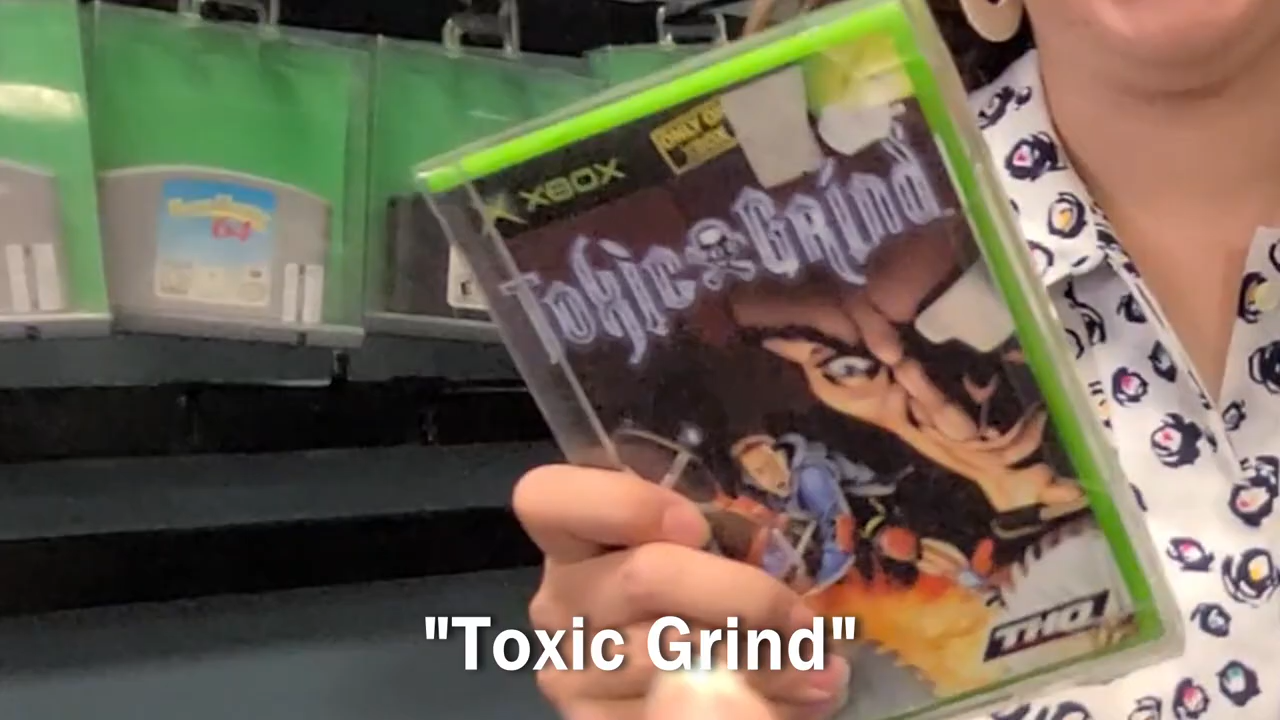 XBOX
ONLY ON
XBOX
Toxic Grind
THQ
"Toxic Grind"